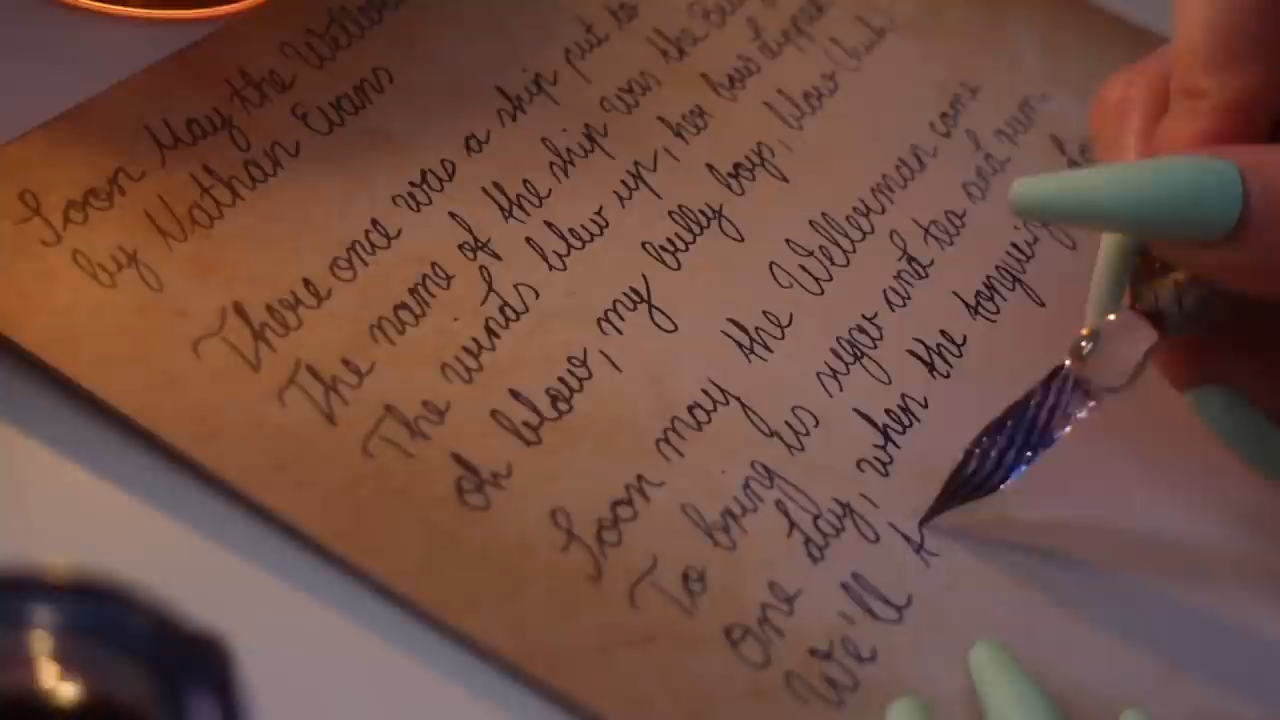 Soon May the Weller
by Nathan Evans
There once was a ship put to
The name of the ship was the
The winds blew up, her bow dipped
oh blow, my bully boys, blow
Soon may the Wellerman come
To bring us sugar and tea and rum.
One day, when the tonguing
We'll t